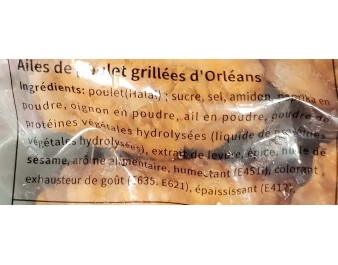 Ailes de poulet grillées d'Orléans
Ingrédients: poulet(Halal) ; sucre, sel, amidon, paprika en
poudre, oignon en poudre, ail en poudre, poudre de
protéines végétales hydrolysées (liquide de protéines
végétales hydrolysées), extrait de levure, épice, huile de
sésame, arôme alimentaire, humectant (E451i), colorant
exhausteur de goût (E635. E621), épaississant (E412)